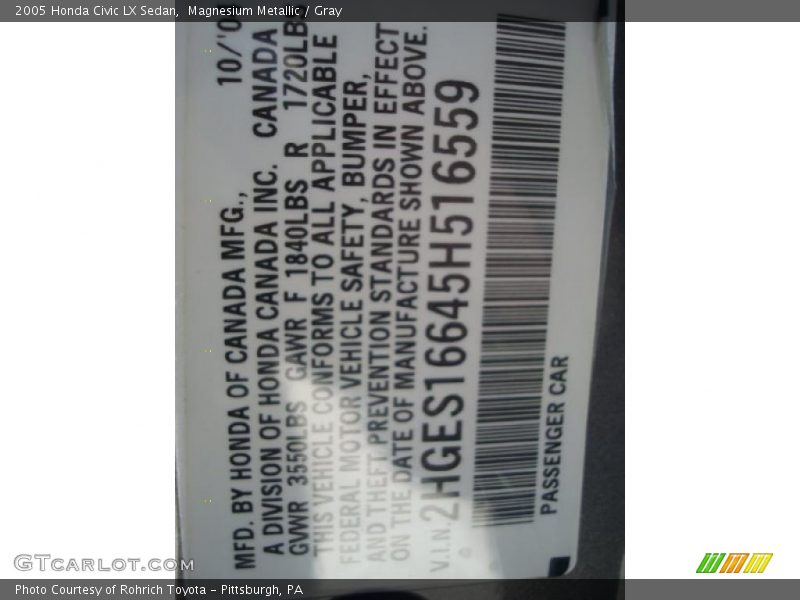 2005 Honda Civic LX Sedan, Magnesium Metallic / Gray
MFD. BY HONDA OF CANADA MFG., 10/'0
A DIVISION OF HONDA CANADA INC. CANADA
GVWR 3550LBS GAWR F 1840LBS R 1720LBS
THIS VEHICLE CONFORMS TO ALL APPLICABLE
FEDERAL MOTOR VEHICLE SAFETY, BUMPER,
AND THEFT PREVENTION STANDARDS IN EFFECT
ON THE DATE OF MANUFACTURE SHOWN ABOVE.
V.I.N. 2HGES16645H516559
PASSENGER CAR
GTcarlot.com
Photo Courtesy of Rohrich Toyota - Pittsburgh, PA